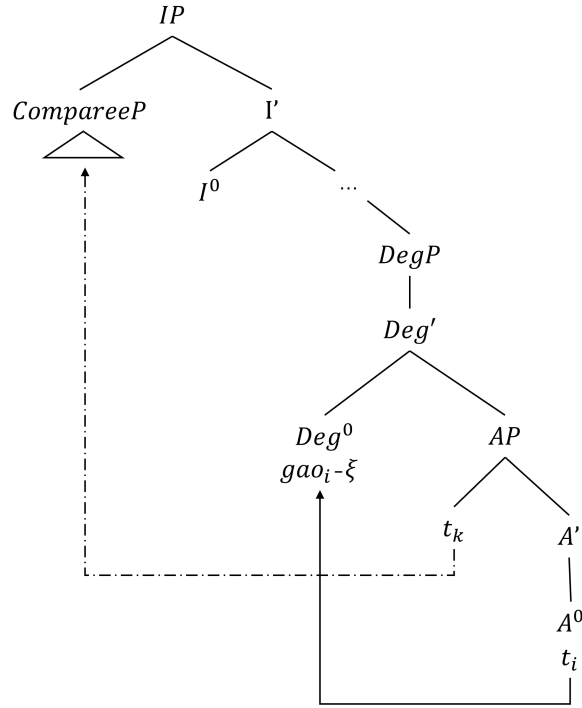 IP
CompareeP I'
I⁰ ...
DegP
Deg′
Deg⁰ AP
gaoᵢ-ξ
tₖ A'
A⁰
tᵢ